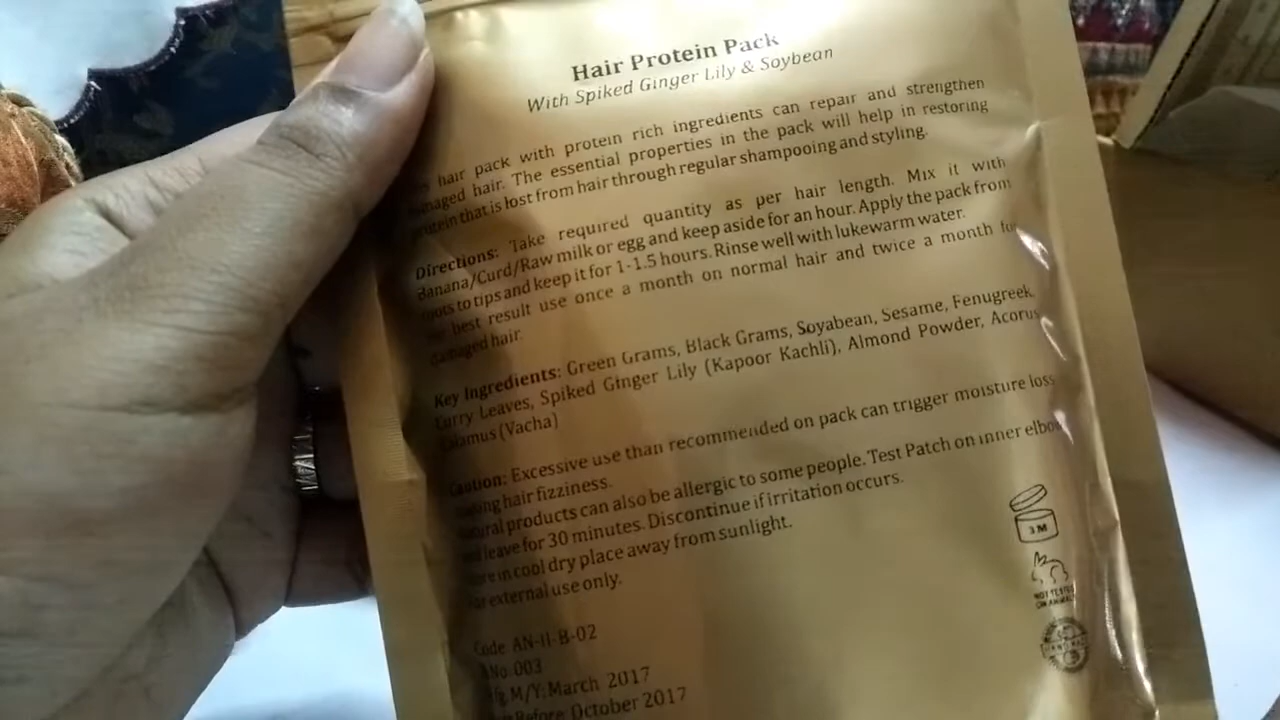 Hair Protein Pack
With Spiked Ginger Lily & Soybean
hair pack with protein rich ingredients can repair and strengthen
hair. The essential properties in the pack will help in restoring
that is lost from hair through regular shampooing and styling.
Directions: Take required quantity as per hair length. Mix it with
Banana/Curd/Raw milk or egg and keep aside for an hour. Apply the pack from
to tips and keep it for 1-1.5 hours. Rinse well with lukewarm water.
best result use once a month on normal hair and twice a month for
damaged hair.
Key Ingredients: Green Grams, Black Grams, Soyabean, Sesame, Fenugreek,
Curry Leaves, Spiked Ginger Lily (Kapoor Kachli), Almond Powder, Acorus
Calamus (Vacha)
Caution: Excessive use than recommended on pack can trigger moisture loss
hair fizziness.
products can also be allergic to some people. Test Patch on inner elbow
leave for 30 minutes. Discontinue if irritation occurs.
in cool dry place away from sunlight.
For external use only.
3 M
NOT TESTED
ON ANIMALS
Code AN-II-B-02
No 003
M/Y: March 2017
Before: October 2017